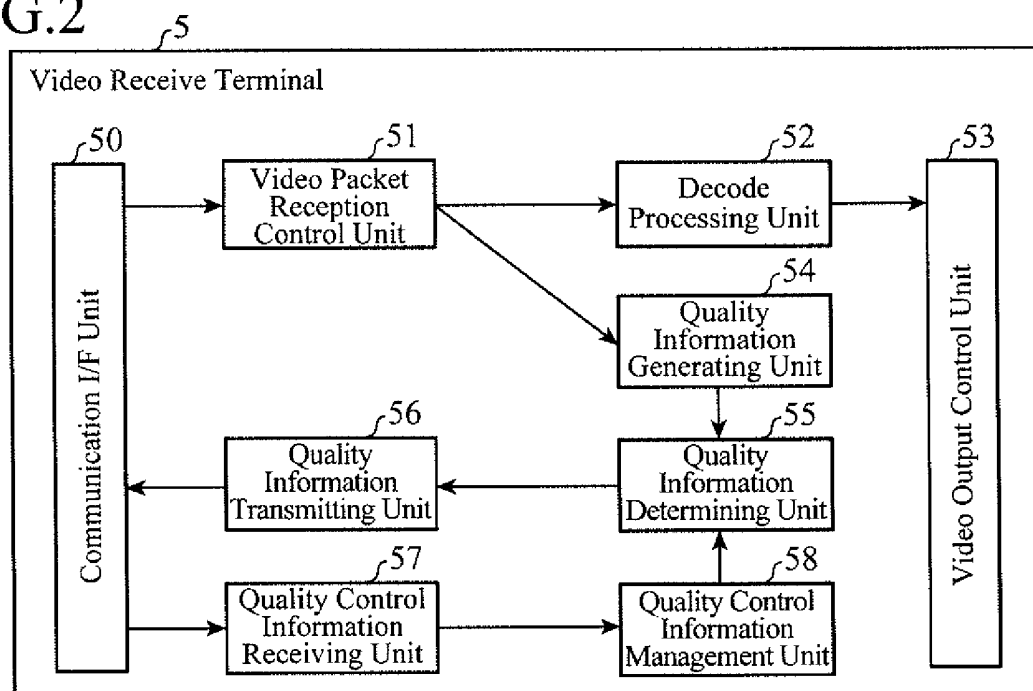 G.2
5
Video Receive Terminal
50
Communication I/F Unit
51
Video Packet
Reception
Control Unit
52
Decode
Processing Unit
53
Video Output Control Unit
54
Quality
Information
Generating Unit
56
Quality
Information
Transmitting Unit
55
Quality
Information
Determining Unit
57
Quality Control
Information
Receiving Unit
58
Quality Control
Information
Management Unit